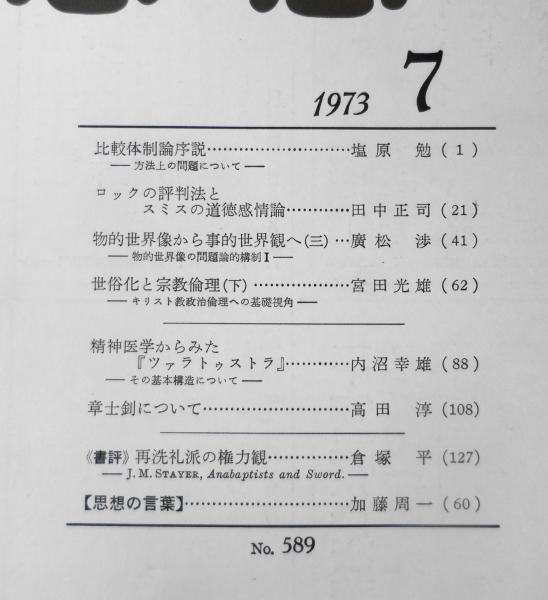 1973 7
比較体制論序説………………………塩原 勉(1)
── 方法上の問題について ──
ロックの評判法と
スミスの道徳感情論…………田中正司(21)
物的世界像から事的世界観へ(三)…廣松 渉(41)
── 物的世界像の問題論的構制Ⅰ ──
世俗化と宗教倫理(下)………………宮田光雄(62)
── キリスト教政治倫理への基礎視角 ──
精神医学からみた
『ツァラトゥストラ』…………内沼幸雄(88)
── その基本構造について ──
章士釗について………………………高田 淳(108)
《書評》再洗礼派の権力観……………倉塚 平(127)
── J. M. STAYER, Anabaptists and Sword. ──
【思想の言葉】…………………………加藤周一(60)
No. 589